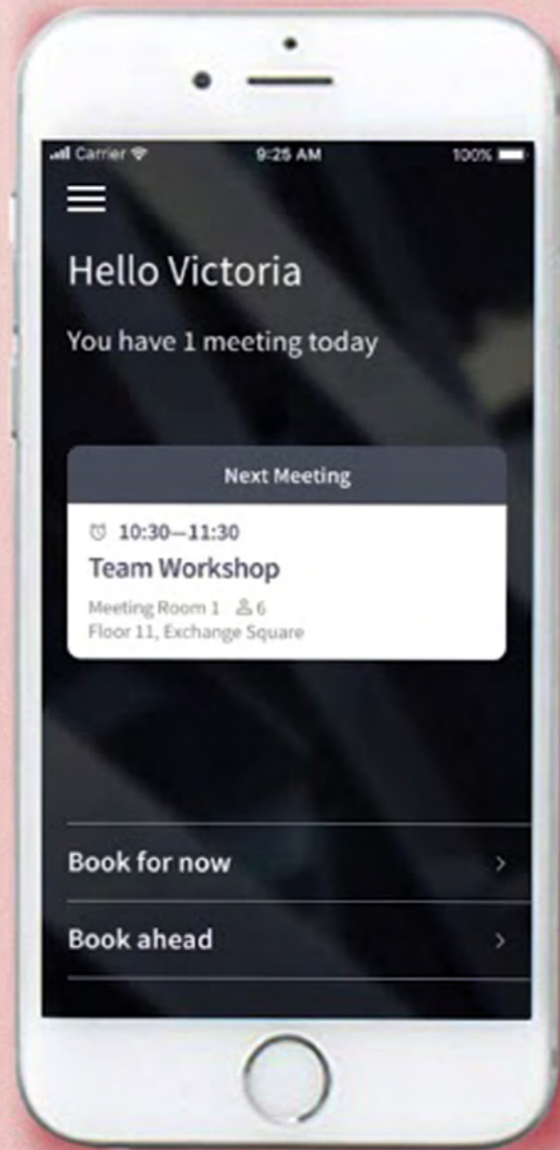 Carrier
9:25 AM
100%
Hello Victoria
You have 1 meeting today
Next Meeting
10:30—11:30
Team Workshop
Meeting Room 1 6
Floor 11, Exchange Square
Book for now
Book ahead